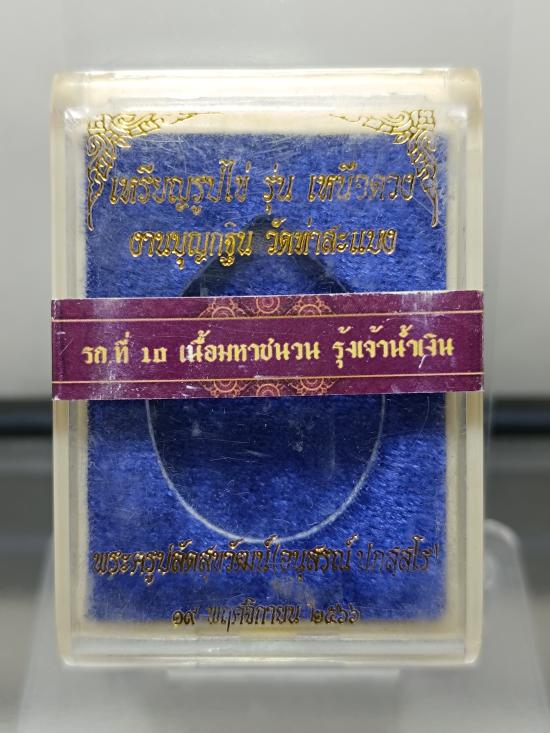 เหรียญรูปไข่ รุ่น เหนือดวง
งานบุญกฐิน วัดท่าสะแบง
รก.ที่ 10 เนื้อมหาชนวน รุ้งเจ้าน้ำเงิน
พระครูปลัดสุขวัฒน์(อนุสรณ์ ปภสฺสโร)
๑๙ พฤศจิกายน ๒๕๖๖